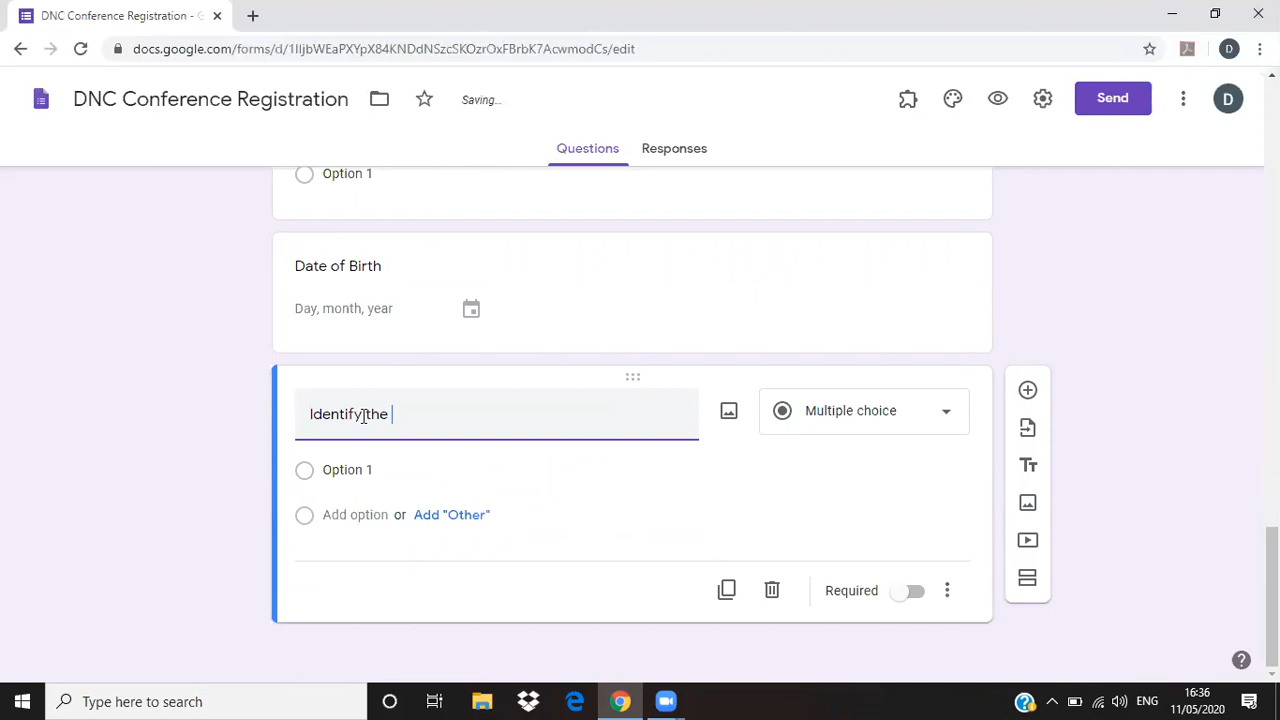 DNC Conference Registration - G
docs.google.com/forms/d/1IljbWEaPXYpX84KNDdNSzcSKOzrOxFBrbK7AcwmodCs/edit
D
DNC Conference Registration
Saving...
Send
D
Questions
Responses
Option 1
Date of Birth
Day, month, year
Identify the
Multiple choice
Option 1
Add option or Add "Other"
Required
Type here to search
ENG
16:36
11/05/2020